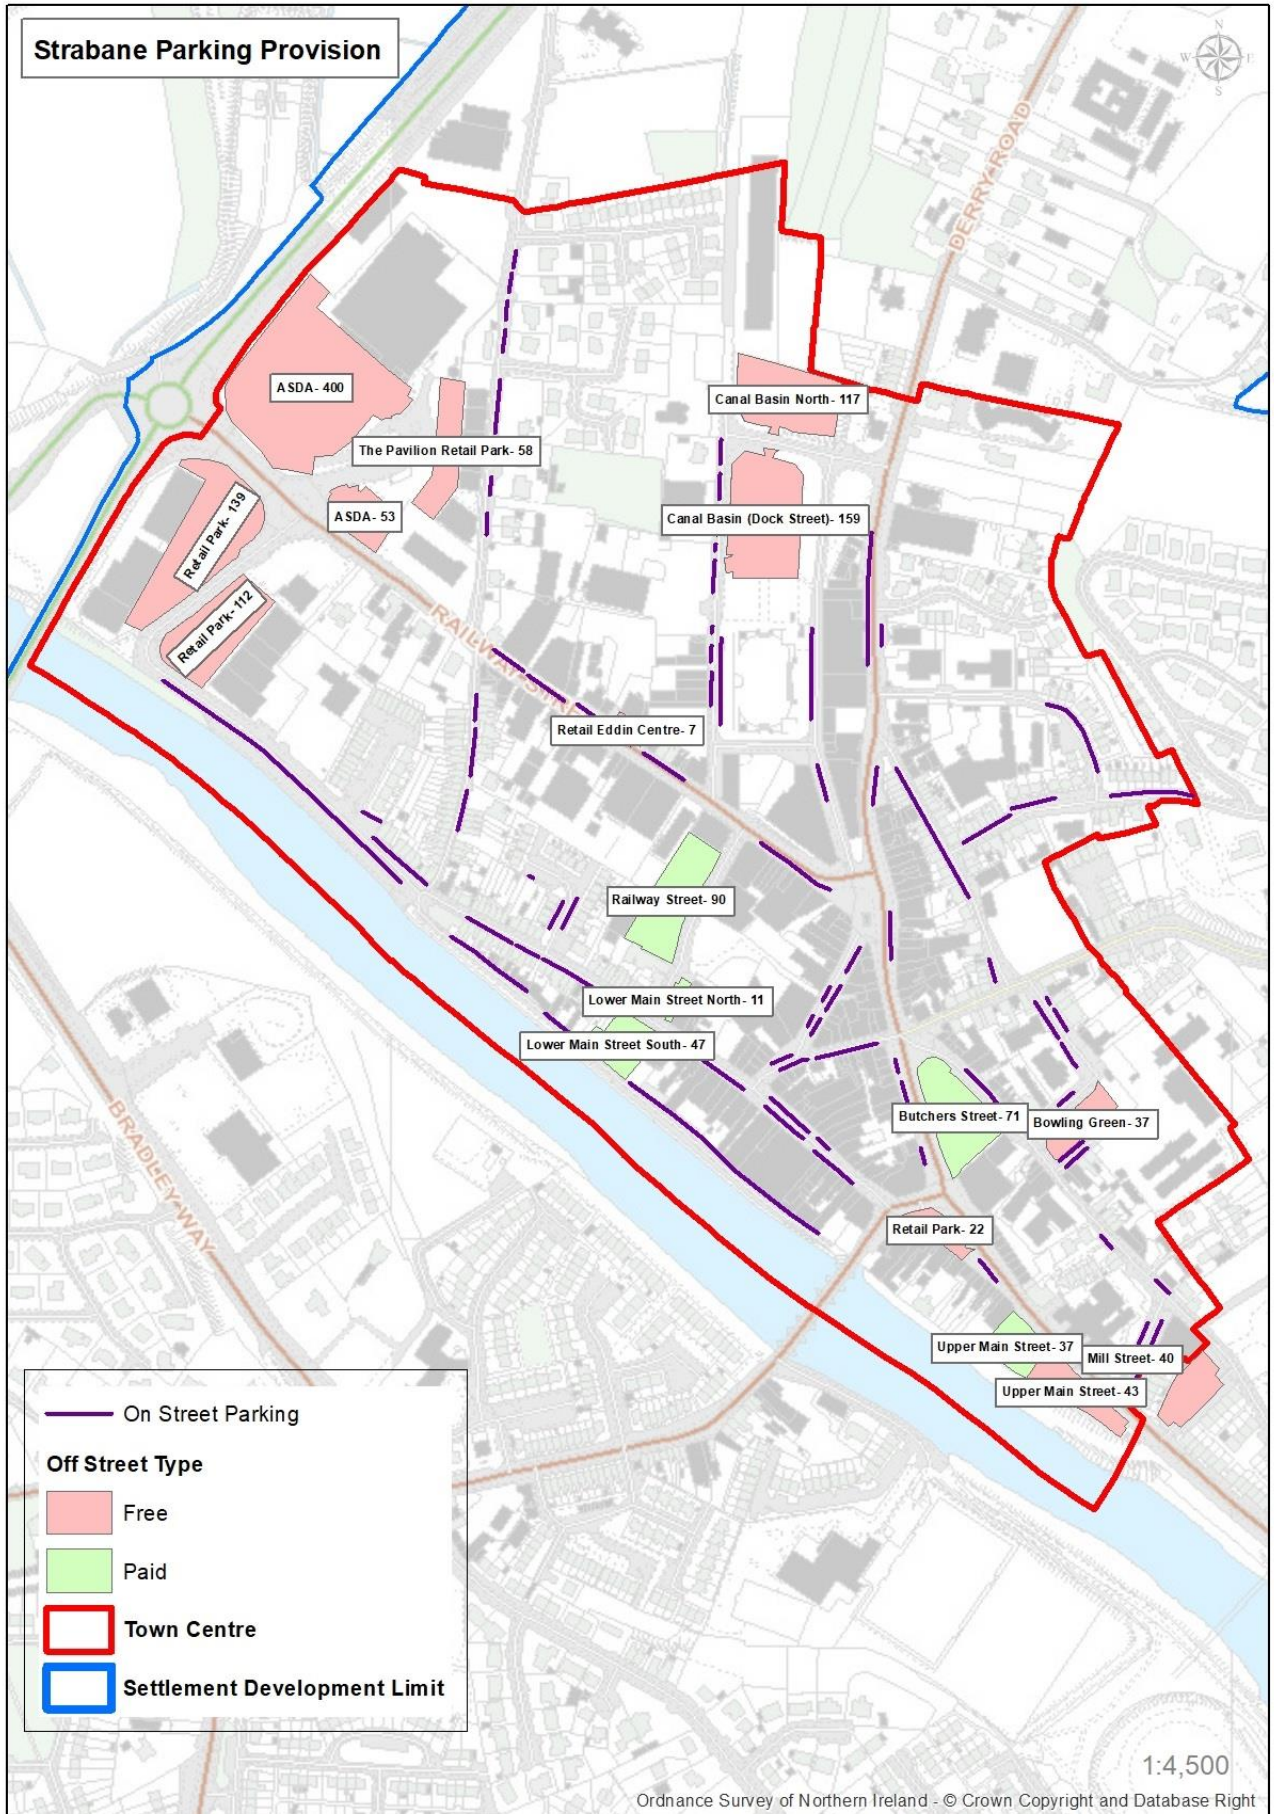 Strabane Parking Provision
N
W
E
S
DERRY ROAD
ASDA- 400
Canal Basin North- 117
The Pavilion Retail Park- 58
Retail Park- 139
ASDA- 53
Canal Basin (Dock Street)- 159
Retail Park- 112
RAILWAY STREET
Retail Eddin Centre- 7
Railway Street- 90
Lower Main Street North- 11
Lower Main Street South- 47
BRADLEY WAY
Butchers Street- 71
Bowling Green- 37
Retail Park- 22
Upper Main Street- 37
Mill Street- 40
Upper Main Street- 43
On Street Parking
Off Street Type
Free
Paid
Town Centre
Settlement Development Limit
1:4,500
Ordnance Survey of Northern Ireland - © Crown Copyright and Database Right